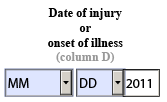 Date of injury
or
onset of illness
(column D)
MM DD 2011